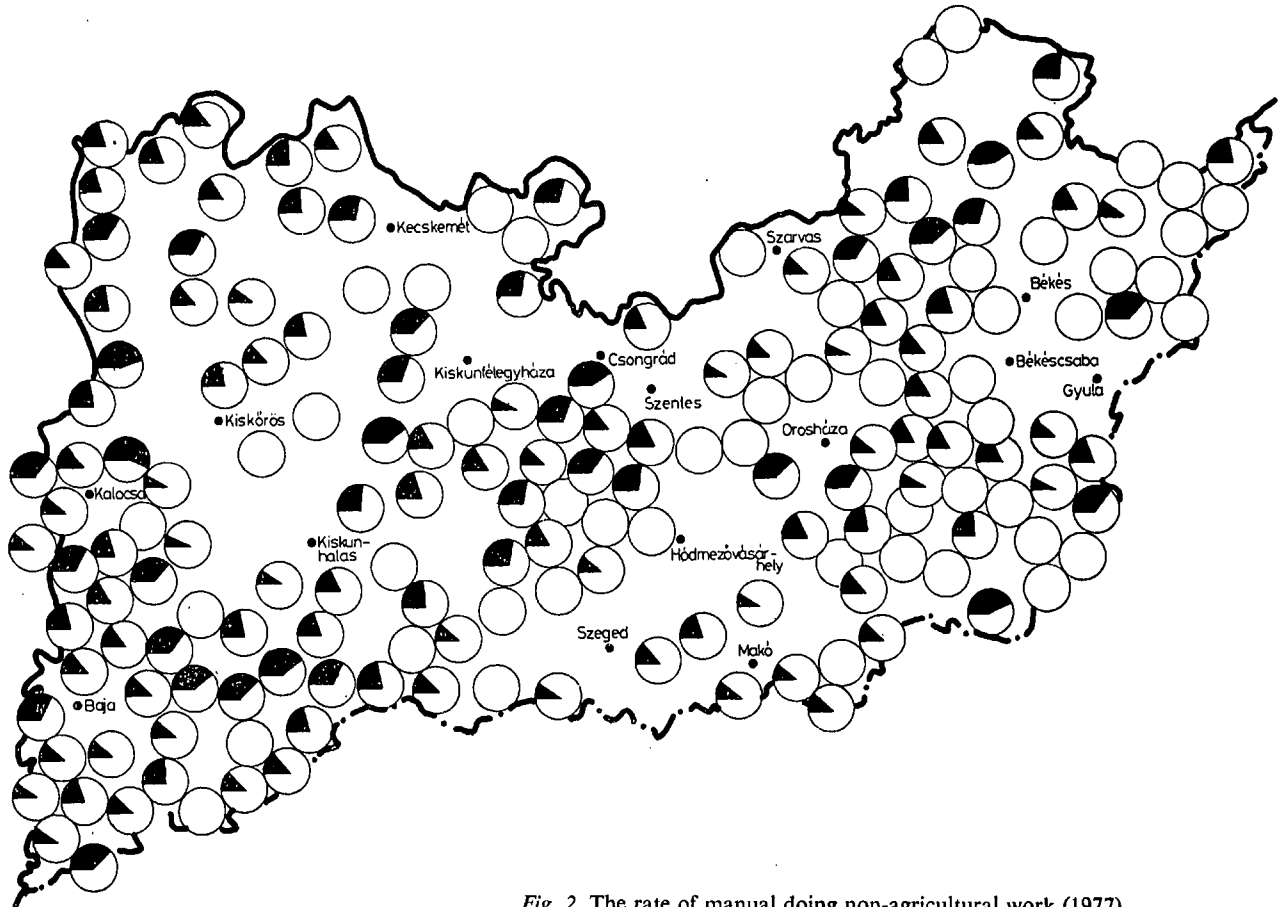 Kecskemét
Szarvas
Békés
Csongrád
Békéscsaba
Kiskunfélegyháza
Gyula
Szentes
Kiskőrös
Orosháza
Kalocsa
Kiskun-
halas
Hódmezővásár-
hely
Szeged
Makó
Baja
Fig. 2. The rate of manual doing non-agricultural work (1977)